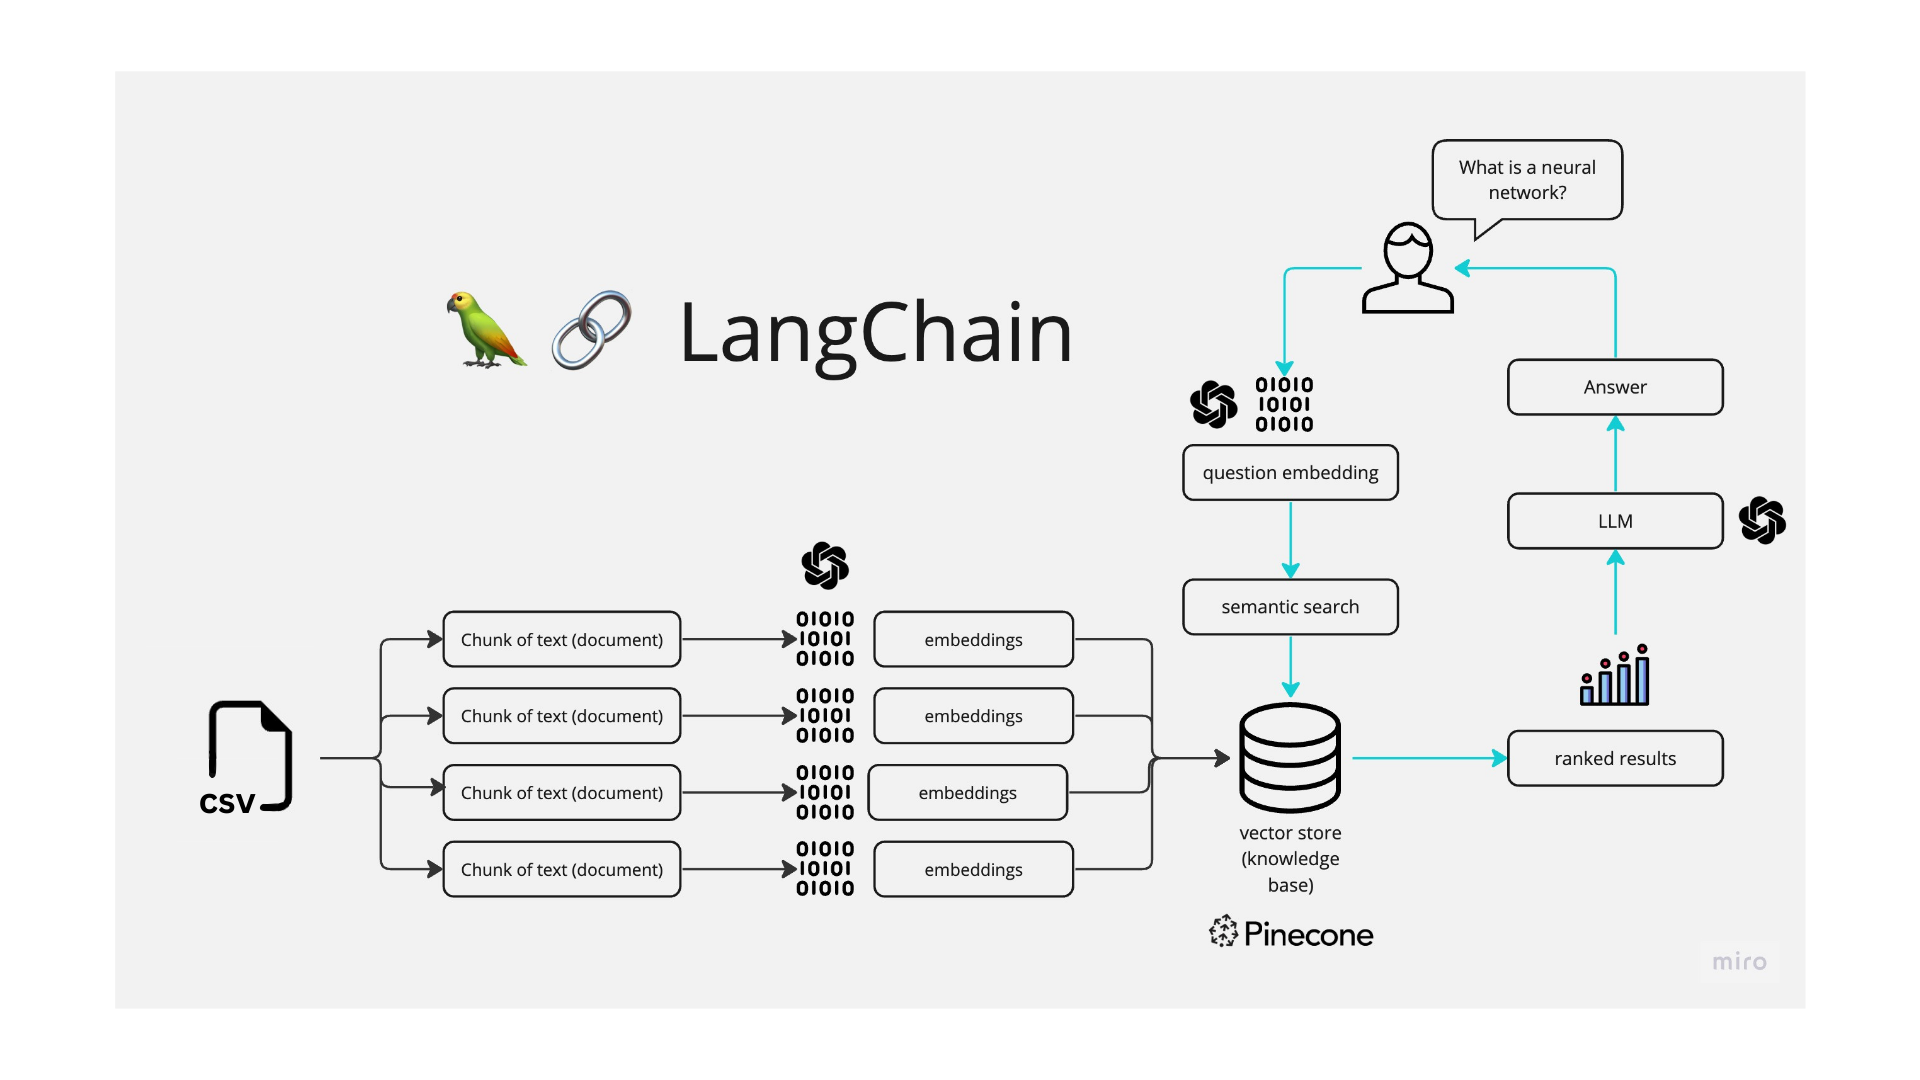 What is a neural
network?
LangChain
Answer
01010
10101
01010
question embedding
LLM
semantic search
Chunk of text (document)
01010
10101
01010
embeddings
Chunk of text (document)
01010
10101
01010
embeddings
Chunk of text (document)
01010
10101
01010
embeddings
Chunk of text (document)
01010
10101
01010
embeddings
CSV
ranked results
vector store
(knowledge
base)
Pinecone
miro